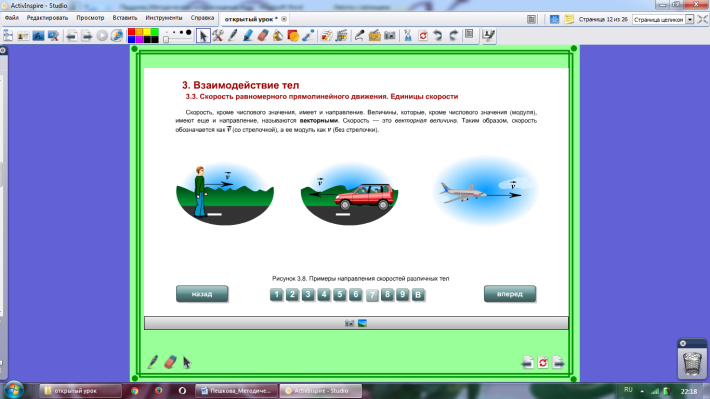 ActivInspire - Studio
Файл Редактировать Просмотр Вставить Инструменты Справка
открытый урок *
Страница 12 из 26
Страница целиком
3. Взаимодействие тел
3.3. Скорость равномерного прямолинейного движения. Единицы скорости
Скорость, кроме числового значения, имеет и направление. Величины, которые, кроме числового значения (модуля),
имеют еще и направление, называются векторными. Скорость — это векторная величина. Таким образом, скорость
обозначается как v⃗ (со стрелочкой), а ее модуль как v (без стрелочки).
v⃗ v⃗ v⃗
Рисунок 3.8. Примеры направления скоростей различных тел
назад 1 2 3 4 5 6 7 8 9 В вперед
открытый урок Пешкова_Методиче... ActivInspire - Studio RU 22:18